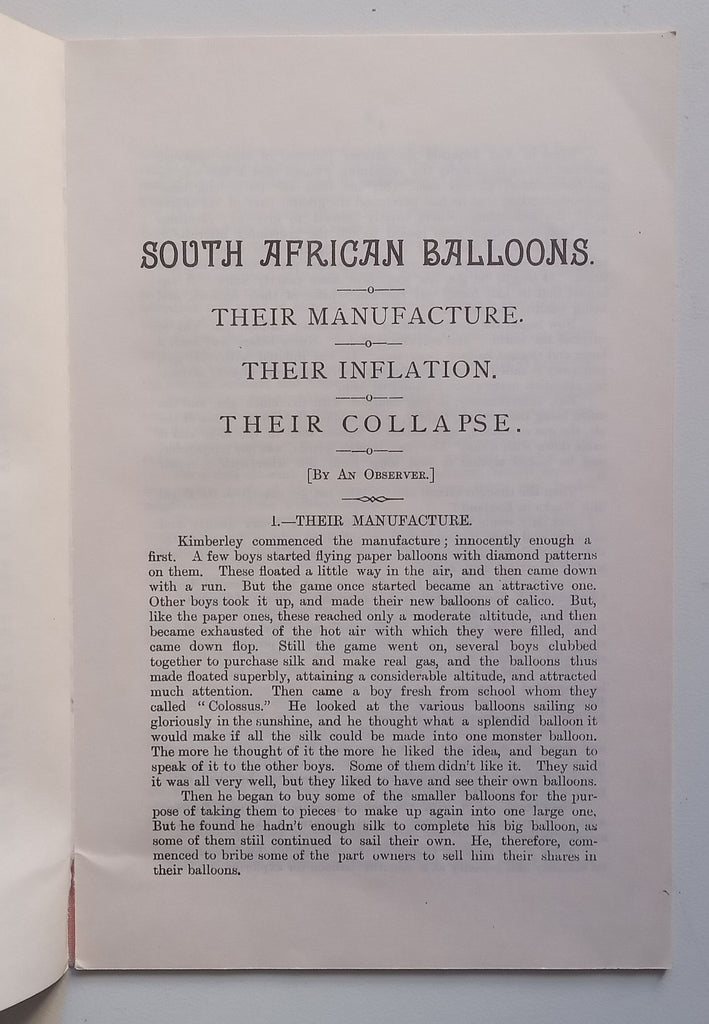 SOUTH AFRICAN BALLOONS.
THEIR MANUFACTURE.
THEIR INFLATION.
THEIR COLLAPSE.
[By An Observer.]
1.—THEIR MANUFACTURE.
Kimberley commenced the manufacture; innocently enough a
first. A few boys started flying paper balloons with diamond patterns
on them. These floated a little way in the air, and then came down
with a run. But the game once started became an attractive one.
Other boys took it up, and made their new balloons of calico. But,
like the paper ones, these reached only a moderate altitude, and then
became exhausted of the hot air with which they were filled, and
came down flop. Still the game went on, several boys clubbed
together to purchase silk and make real gas, and the balloons thus
made floated superbly, attaining a considerable altitude, and attracted
much attention. Then came a boy fresh from school whom they
called “Colossus.” He looked at the various balloons sailing so
gloriously in the sunshine, and he thought what a splendid balloon it
would make if all the silk could be made into one monster balloon.
The more he thought of it the more he liked the idea, and began to
speak of it to the other boys. Some of them didn't like it. They said
it was all very well, but they liked to have and see their own balloons.
Then he began to buy some of the smaller balloons for the pur-
pose of taking them to pieces to make up again into one large one.
But he found he hadn't enough silk to complete his big balloon, as
some of them stiil continued to sail their own. He, therefore, com-
menced to bribe some of the part owners to sell him their shares in
their balloons.